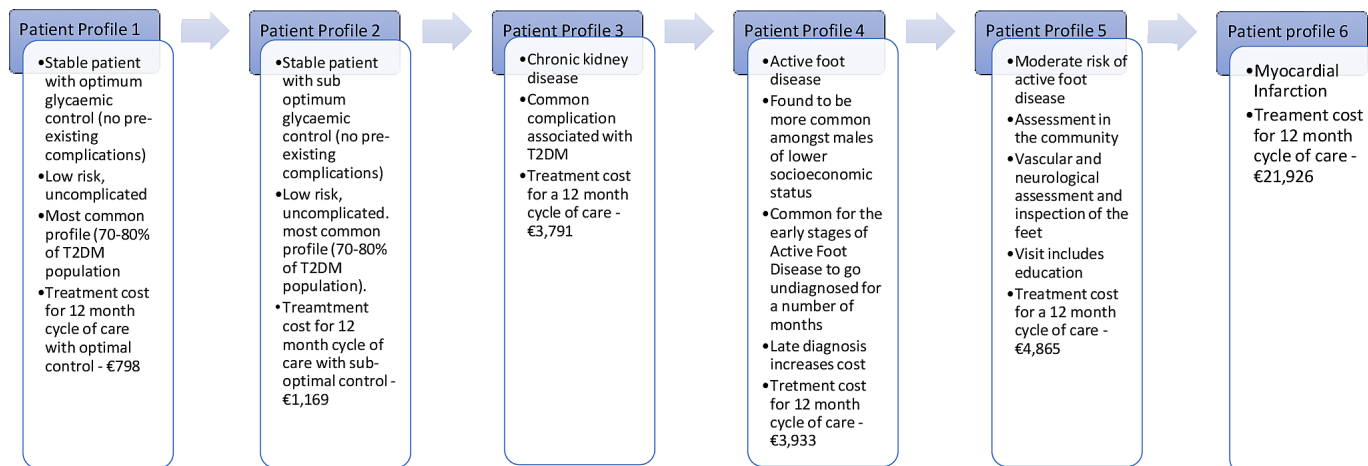 Patient Profile 1
•Stable patient
with optimum
glycaemic
control (no pre-
existing
complications)
•Low risk,
uncomplicated
•Most common
profile (70-80%
of T2DM
population
•Treatment cost
for 12 month
cycle of care
with optimal
control - €798
Patient Profile 2
•Stable patient
with sub
optimum
glycaemic
control (no pre-
existing
complications)
•Low risk,
uncomplicated.
most common
profile (70-80%
of T2DM
population).
•Treamtment
cost for 12
month cycle of
care with sub-
optimal control -
€1,169
Patient Profile 3
•Chronic kidney
disease
•Common
complication
associated with
T2DM
•Treatment cost
for a 12 month
cycle of care -
€3,791
Patient Profile 4
•Active foot
disease
•Found to be
more common
amongst males
of lower
socioeconomic
status
•Common for the
early stages of
Active Foot
Disease to go
undiagnosed for
a number of
months
•Late diagnosis
increases cost
•Tretment cost
for 12 month
cycle of care -
€3,933
Patient Profile 5
•Moderate risk of
active foot
disease
•Assessment in
the community
•Vascular and
neurological
assessment and
inspection of the
feet
•Visit includes
education
•Treatment cost
for a 12 month
cycle of care -
€4,865
Patient profile 6
•Myocardial
Infarction
•Treament cost
for 12 month
cycle of care -
€21,926